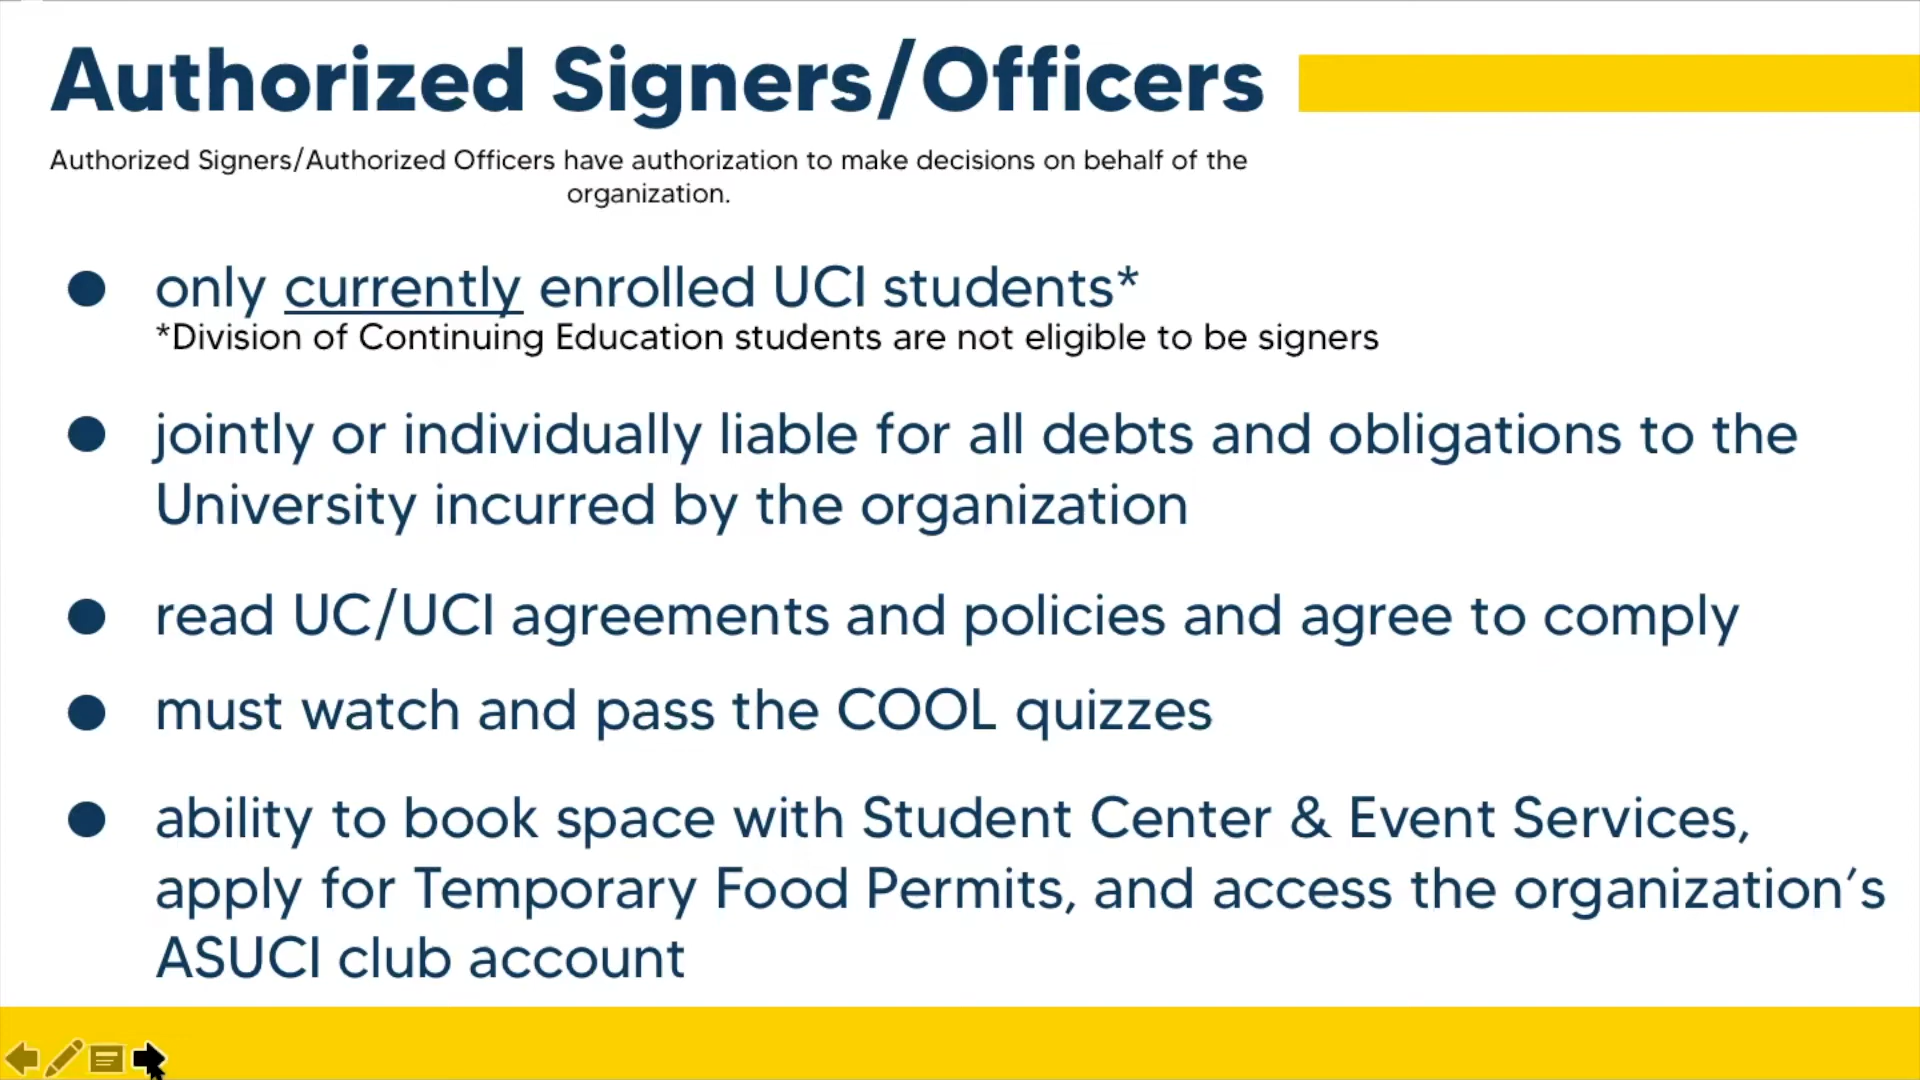 Authorized Signers/Officers
Authorized Signers/Authorized Officers have authorization to make decisions on behalf of the
organization.
● only currently enrolled UCI students*
*Division of Continuing Education students are not eligible to be signers
● jointly or individually liable for all debts and obligations to the
University incurred by the organization
● read UC/UCI agreements and policies and agree to comply
● must watch and pass the COOL quizzes
● ability to book space with Student Center & Event Services,
apply for Temporary Food Permits, and access the organization's
ASUCI club account